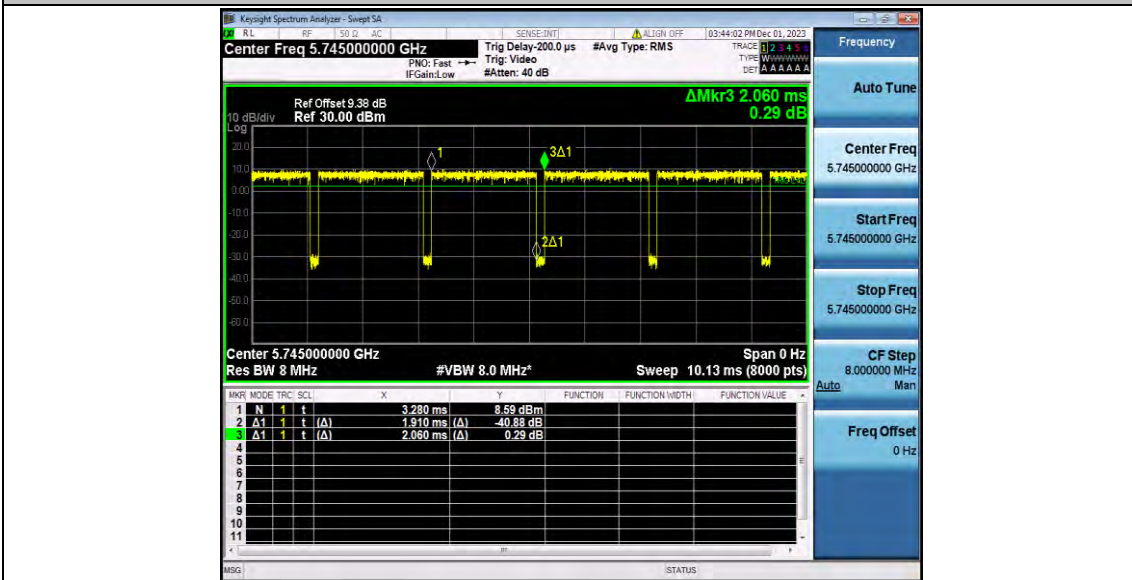 Keysight Spectrum Analyzer - Swept SA
RL RF 50 Ω AC SENSE:INT ALIGN OFF 03:44:02 PM Dec 01, 2023
Center Freq 5.745000000 GHz
PNO: Fast
IFGain:Low
Trig Delay-200.0 µs
Trig: Video
#Atten: 40 dB
#Avg Type: RMS
TRACE 1 2 3 4 5 6
TYPE WWWWWW
DET A A A A A A
Frequency
Auto Tune
Center Freq
5.745000000 GHz
Start Freq
5.745000000 GHz
Stop Freq
5.745000000 GHz
CF Step
8.000000 MHz
Auto Man
Freq Offset
0 Hz
ΔMkr3 2.060 ms
0.29 dB
Ref Offset 9.38 dB
10 dB/div Ref 30.00 dBm
Log
20.0
10.0
0.00
-10.0
-20.0
-30.0
-40.0
-50.0
-60.0
1
3Δ1
2Δ1
Center 5.745000000 GHz Span 0 Hz
Res BW 8 MHz #VBW 8.0 MHz* Sweep 10.13 ms (8000 pts)
MKR MODE TRC SCL X Y FUNCTION FUNCTION WIDTH FUNCTION VALUE
1 N 1 t 3.280 ms 8.59 dBm
2 Δ1 1 t (Δ) 1.910 ms (Δ) -40.88 dB
3 Δ1 1 t (Δ) 2.060 ms (Δ) 0.29 dB
4
5
6
7
8
9
10
11
MSG STATUS